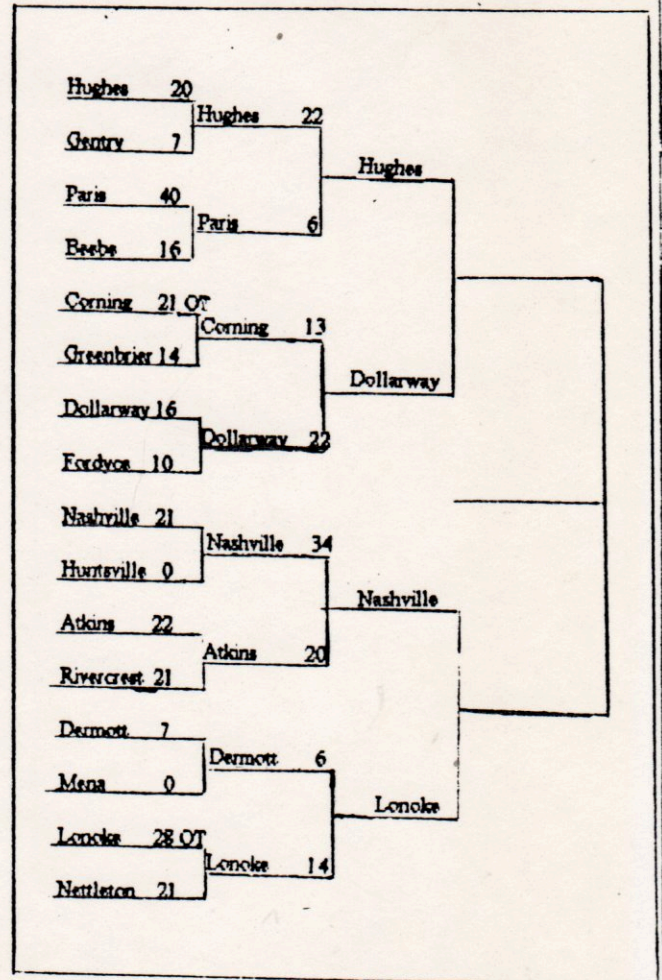 Hughes 20
Gentry 7
Paris 40
Beebe 16
Corning 21 OT
Greenbrier 14
Dollarway 16
Fordyce 10
Nashville 21
Huntsville 0
Atkins 22
Rivercrest 21
Dermott 7
Mena 0
Lonoke 28 OT
Nettleton 21
Hughes 22
Paris 6
Corning 13
Dollarway 22
Nashville 34
Atkins 20
Dermott 6
Lonoke 14
Hughes
Dollarway
Nashville
Lonoke